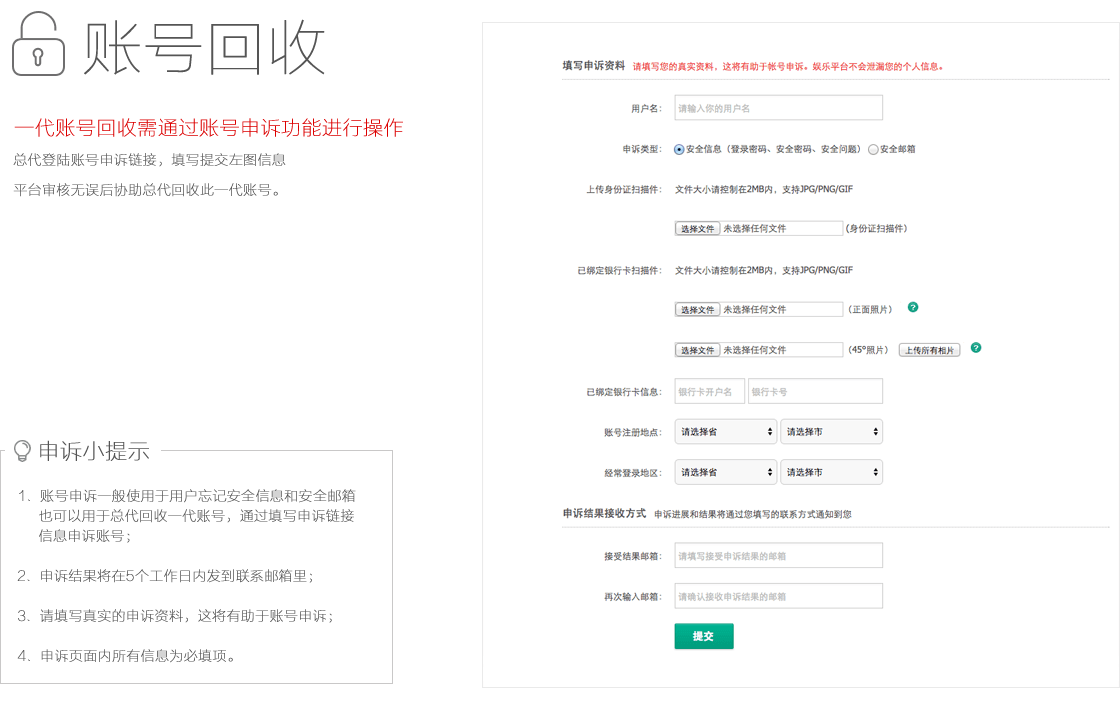 账号回收
一代账号回收需通过账号申诉功能进行操作
总代登陆账号申诉链接，填写提交左图信息
平台审核无误后协助总代回收此一代账号。
申诉小提示
1. 账号申诉一般使用于用户忘记安全信息和安全邮箱
也可以用于总代回收一代账号，通过填写申诉链接
信息申诉账号；
2. 申诉结果将在5个工作日内发到联系邮箱里；
3. 请填写真实的申诉资料，这将有助于账号申诉；
4. 申诉页面内所有信息为必填项。
填写申诉资料 请填写您的真实资料，这将有助于帐号申诉。娱乐平台不会泄漏您的个人信息。
用户名： 请输入你的用户名
申诉类型： 安全信息（登录密码、安全密码、安全问题） 安全邮箱
上传身份证扫描件： 文件大小请控制在2MB内，支持JPG/PNG/GIF
选择文件 未选择任何文件 (身份证扫描件)
已绑定银行卡扫描件： 文件大小请控制在2MB内，支持JPG/PNG/GIF
选择文件 未选择任何文件 (正面照片) ?
选择文件 未选择任何文件 (45°照片) 上传所有相片 ?
已绑定银行卡信息： 银行卡开户名 银行卡号
账号注册地点： 请选择省 请选择市
经常登录地区： 请选择省 请选择市
申诉结果接收方式 申诉进展和结果将通过您填写的联系方式通知到您
接受结果邮箱： 请填写接受申诉结果的邮箱
再次输入邮箱： 请确认接收申诉结果的邮箱
提交